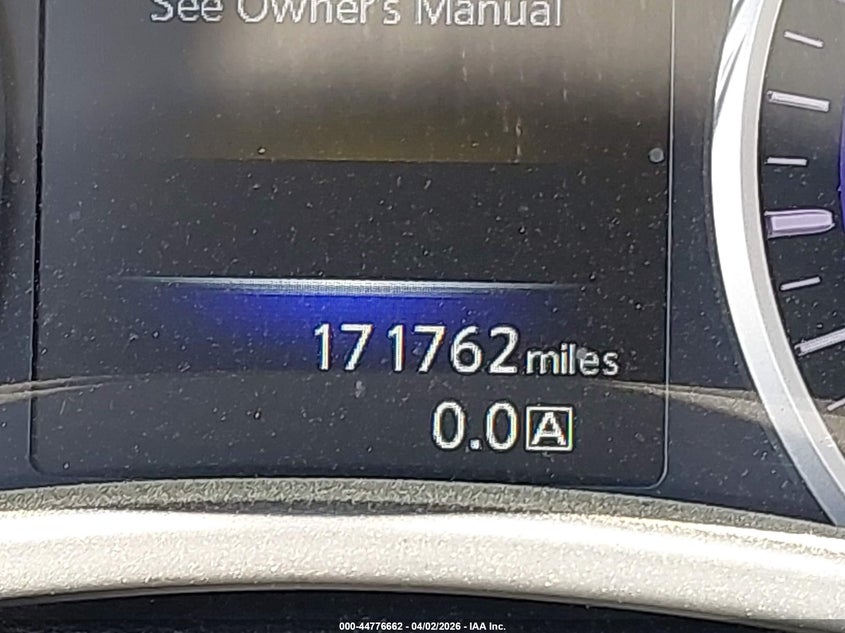 See Owner's Manual
171762 miles
0.0 A
000-44776662 - 04/02/2026 - IAA Inc.